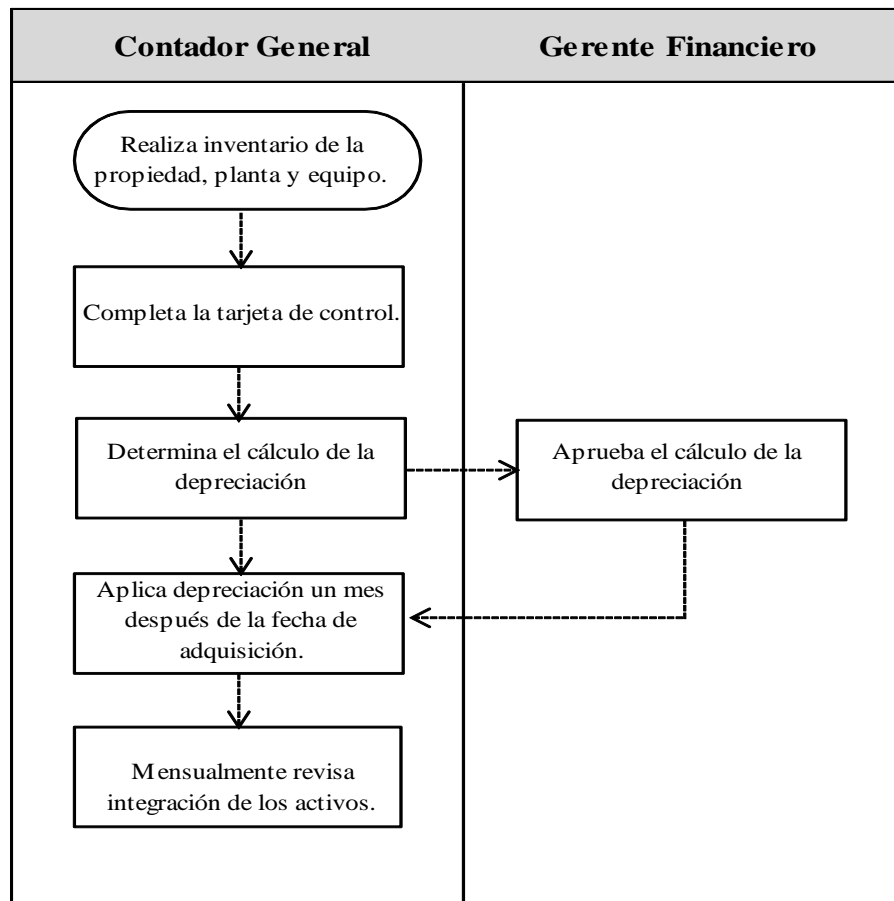 Contador General
Gerente Financiero
Realiza inventario de la
propiedad, planta y equipo.
Completa la tarjeta de control.
Determina el cálculo de la
depreciación
Aprueba el cálculo de la
depreciación
Aplica depreciación un mes
después de la fecha de
adquisición.
Mensualmente revisa
integración de los activos.